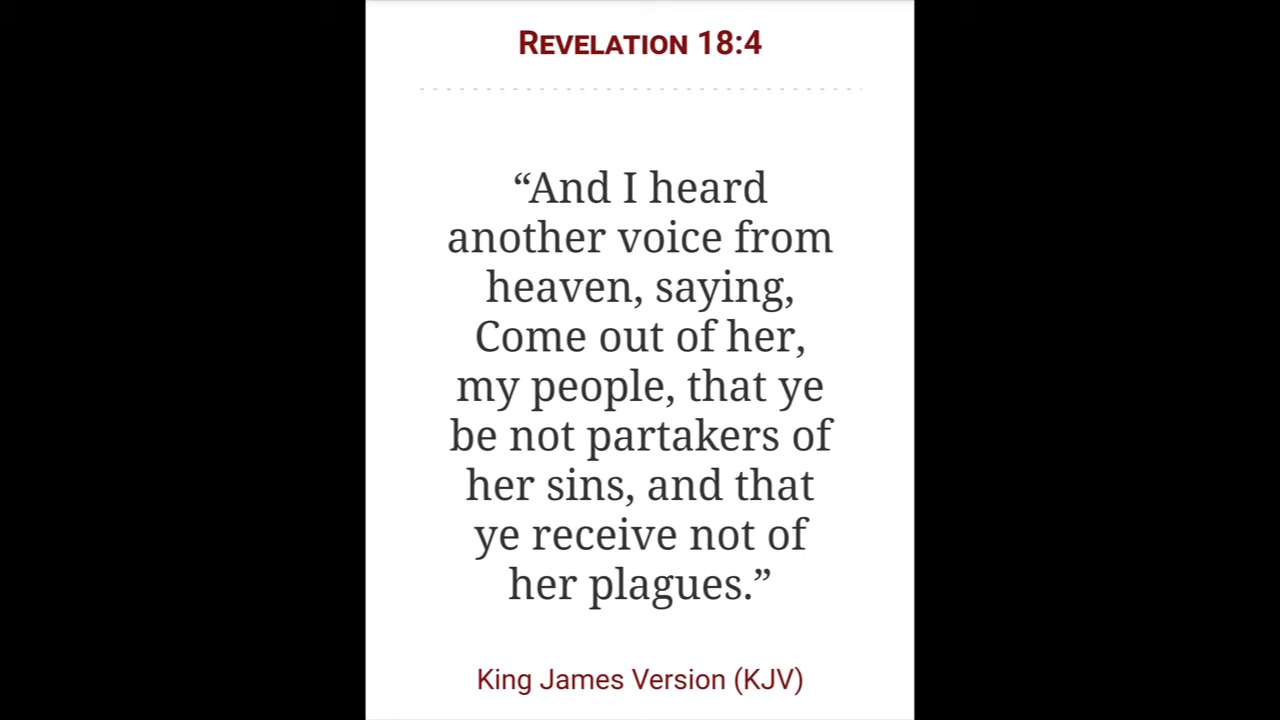 REVELATION 18:4
“And I heard
another voice from
heaven, saying,
Come out of her,
my people, that ye
be not partakers of
her sins, and that
ye receive not of
her plagues.”
King James Version (KJV)